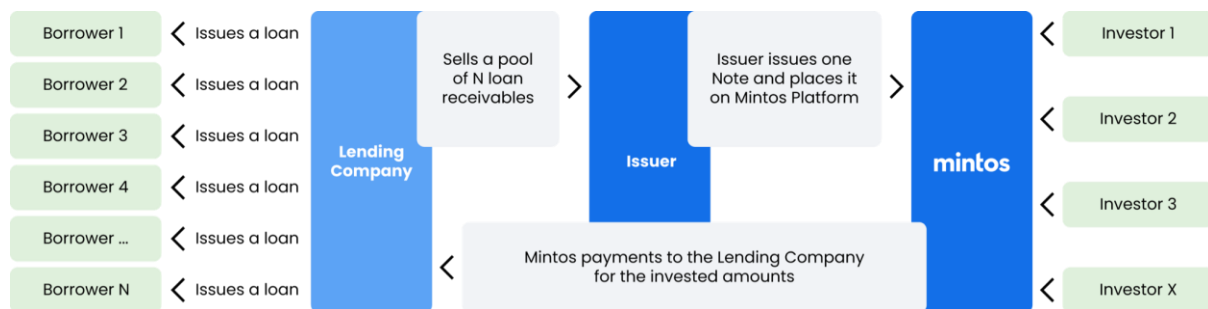 Borrower 1
Issues a loan
Borrower 2
Issues a loan
Borrower 3
Issues a loan
Borrower 4
Issues a loan
Borrower ...
Issues a loan
Borrower N
Issues a loan
Lending
Company
Sells a pool
of N loan
receivables
Issuer
Issuer issues one
Note and places it
on Mintos Platform
mintos
Mintos payments to the Lending Company
for the invested amounts
Investor 1
Investor 2
Investor 3
Investor X